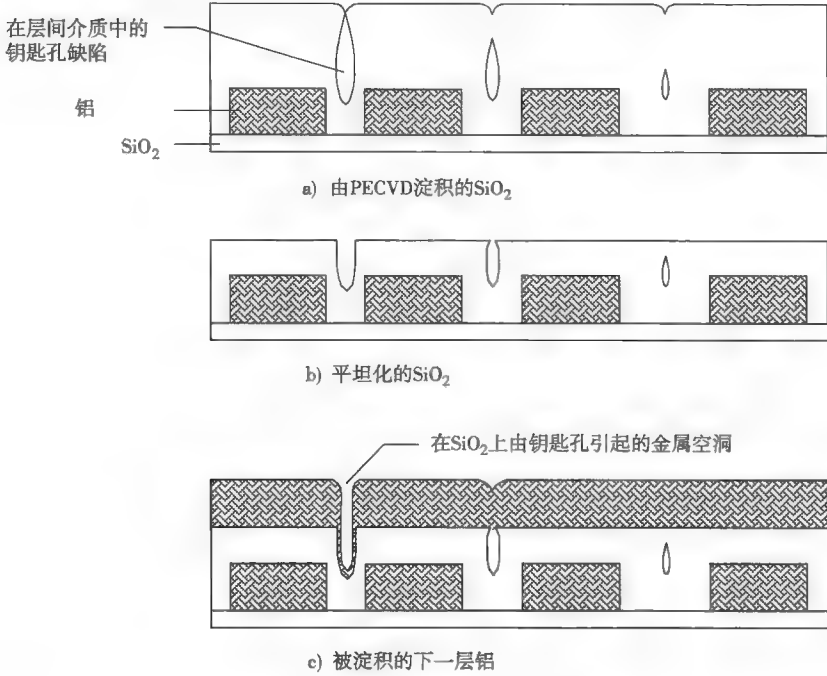 在层间介质中的
钥匙孔缺陷
铝
SiO₂
a) 由PECVD淀积的SiO₂
b) 平坦化的SiO₂
在SiO₂上由钥匙孔引起的金属空洞
c) 被淀积的下一层铝